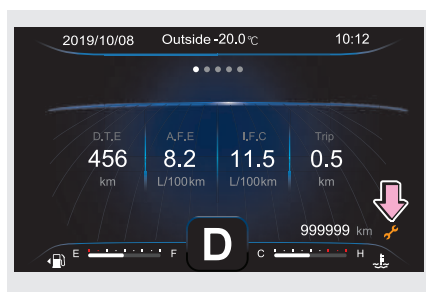 2019/10/08 Outside -20.0 ℃ 10:12
D.T.E A.F.E I.F.C Trip
456 8.2 11.5 0.5
km L/100km L/100km km
999999 km
E F D C H